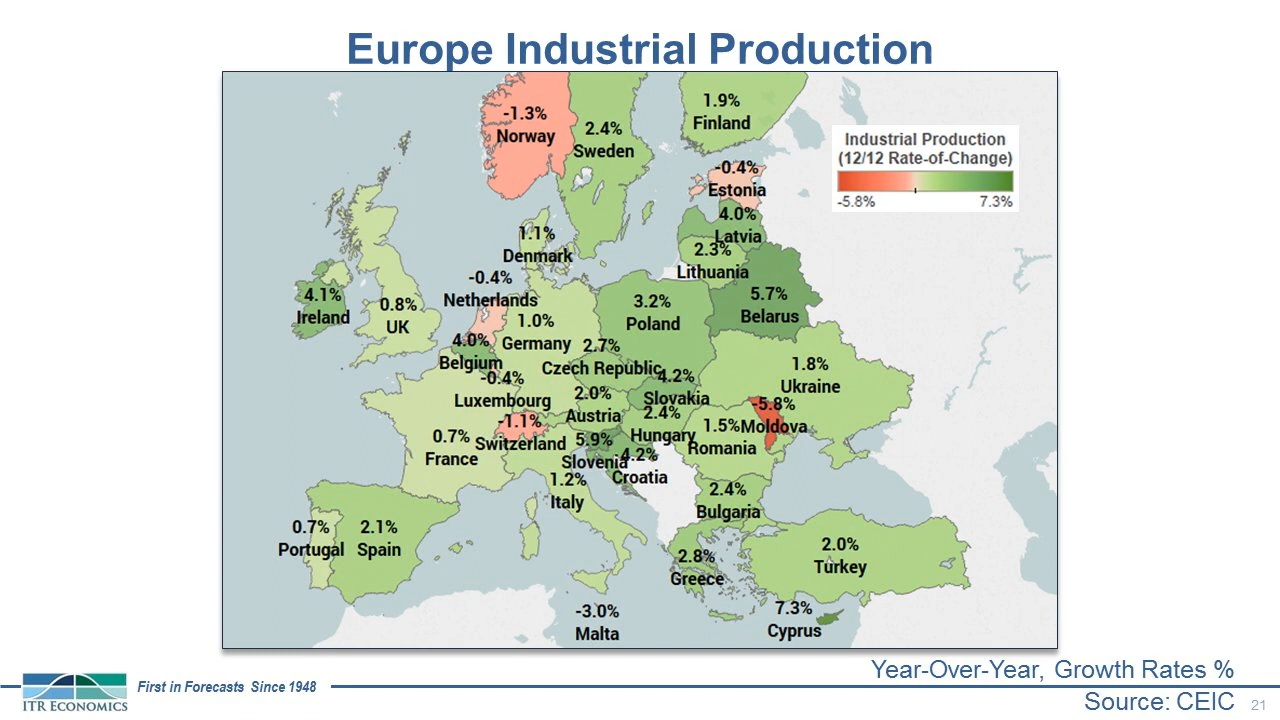 Europe Industrial Production
-1.3%
Norway
2.4%
Sweden
1.9%
Finland
Industrial Production
(12/12 Rate-of-Change)
-5.8%
7.3%
-0.4%
Estonia
4.0%
Latvia
2.3%
Lithuania
1.1%
Denmark
-0.4%
Netherlands
4.1%
Ireland
0.8%
UK
1.0%
Germany
3.2%
Poland
5.7%
Belarus
4.0%
Belgium
2.7%
Czech Republic
-0.4%
Luxembourg
4.2%
Slovakia
1.8%
Ukraine
2.0%
Austria
-1.1%
Switzerland
2.4%
Hungary
1.5%
Romania
-5.8%
Moldova
0.7%
France
5.9%
Slovenia
4.2%
Croatia
1.2%
Italy
2.4%
Bulgaria
0.7%
Portugal
2.1%
Spain
2.8%
Greece
2.0%
Turkey
-3.0%
Malta
7.3%
Cyprus
Year-Over-Year, Growth Rates %
Source: CEIC
ITR ECONOMICS
First in Forecasts Since 1948
21